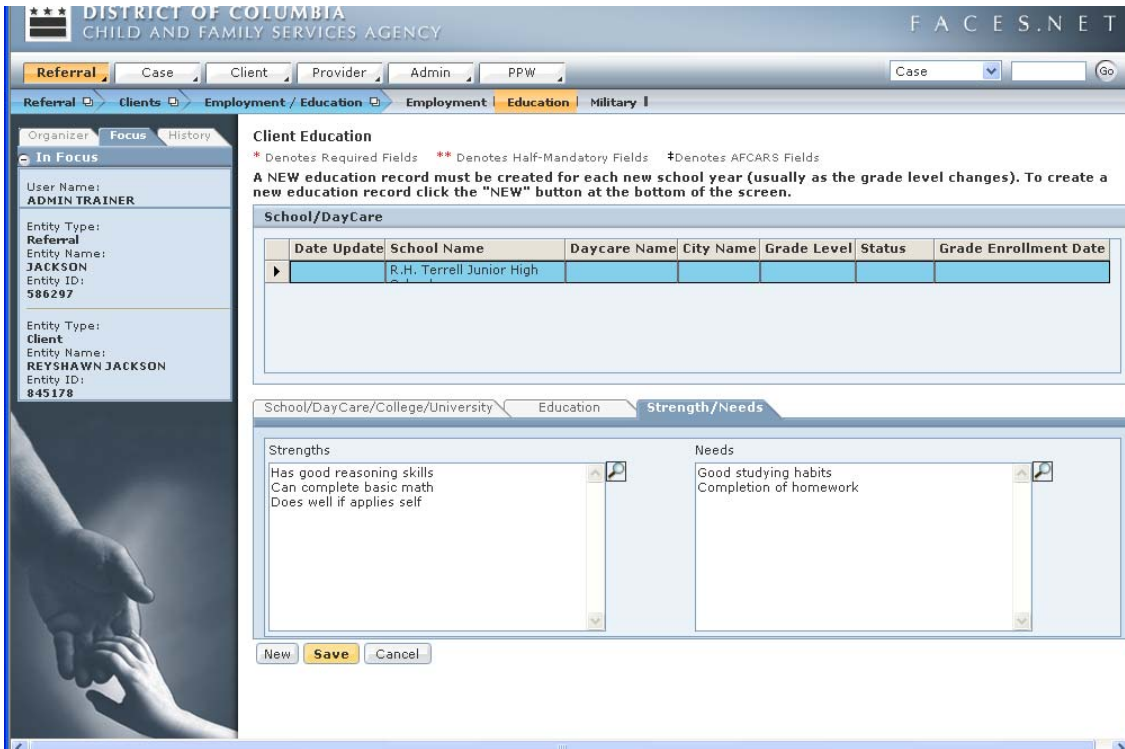 DISTRICT OF COLUMBIA
CHILD AND FAMILY SERVICES AGENCY
FACES.NET
Referral Case Client Provider Admin PPW Case Go
Referral Clients Employment / Education Employment Education Military
Organizer Focus History
In Focus
User Name:
ADMIN TRAINER
Entity Type:
Referral
Entity Name:
JACKSON
Entity ID:
586297
Entity Type:
Client
Entity Name:
REYSHAWN JACKSON
Entity ID:
845178
Client Education
* Denotes Required Fields ** Denotes Half-Mandatory Fields ‡Denotes AFCARS Fields
A NEW education record must be created for each new school year (usually as the grade level changes). To create a
new education record click the "NEW" button at the bottom of the screen.
School/DayCare
Date Update School Name Daycare Name City Name Grade Level Status Grade Enrollment Date
R.H. Terrell Junior High
School/DayCare/College/University Education Strength/Needs
Strengths
Has good reasoning skills
Can complete basic math
Does well if applies self
Needs
Good studying habits
Completion of homework
New Save Cancel